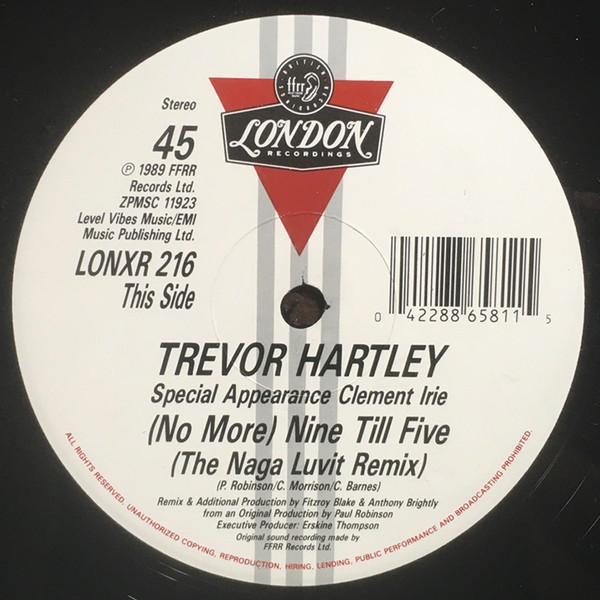 BRITISH
ffrr
LONDON
RECORDINGS
Stereo
45
℗ 1989 FFRR
Records Ltd.
ZPMSC 11923
Level Vibes Music/EMI
Music Publishing Ltd.
LONXR 216
This Side
0 42288 65811 5
TREVOR HARTLEY
Special Appearance Clement Irie
(No More) Nine Till Five
(The Naga Luvit Remix)
(P. Robinson/C. Morrison/C. Barnes)
Remix & Additional Production by Fitzroy Blake & Anthony Brightly
from an Original Production by Paul Robinson
Executive Producer: Erskine Thompson
Original sound recording made by
FFRR Records Ltd.
ALL RIGHTS RESERVED. UNAUTHORIZED COPYING, REPRODUCTION, HIRING, LENDING, PUBLIC PERFORMANCE AND BROADCASTING PROHIBITED.